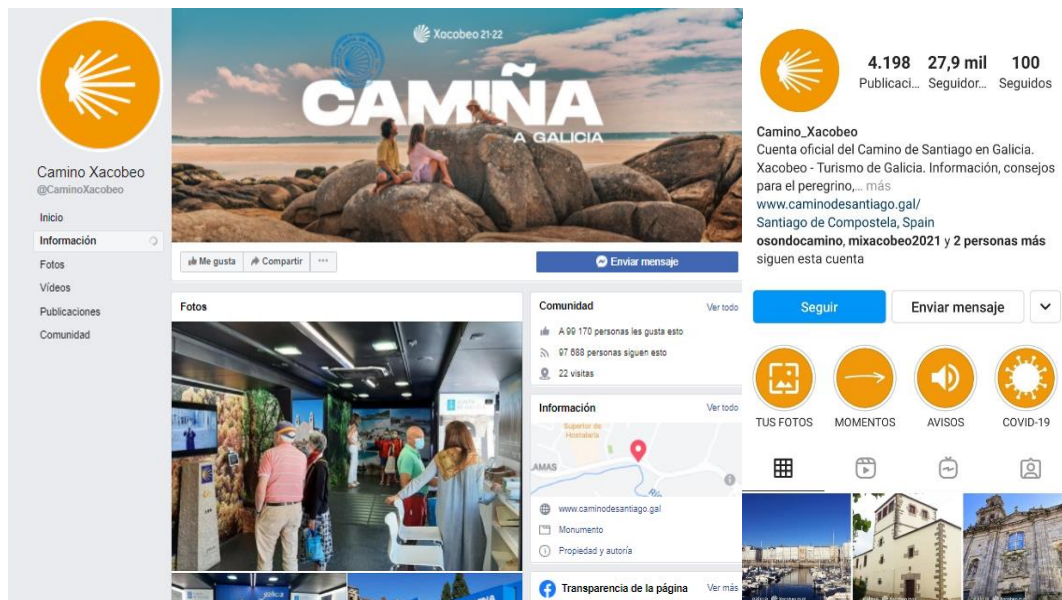 Camino Xacobeo
@CaminoXacobeo
Inicio
Información
Fotos
Vídeos
Publicaciones
Comunidad
Xacobeo 21·22
CAMIÑA
A GALICIA
Me gusta
Compartir
Enviar mensaje
Fotos
Comunidad
Ver todo
A 99 170 personas les gusta esto
97 688 personas siguen esto
22 visitas
Información
Ver todo
Superior de
Hostalería
LAMAS
www.caminodesantiago.gal
Monumento
Propiedad y autoría
Transparencia de la página
Ver más
4.198 27,9 mil 100
Publicaci... Seguidor... Seguidos
Camino_Xacobeo
Cuenta oficial del Camino de Santiago en Galicia.
Xacobeo - Turismo de Galicia. Información, consejos
para el peregrino,... más
www.caminodesantiago.gal/
Santiago de Compostela, Spain
osondocamino, mixacobeo2021 y 2 personas más
siguen esta cuenta
Seguir
Enviar mensaje
TUS FOTOS
MOMENTOS
AVISOS
COVID-19